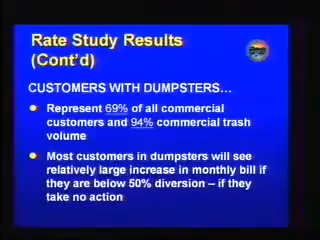 Rate Study Results
(Cont'd)
CUSTOMERS WITH DUMPSTERS…
Represent 69% of all commercial
customers and 94% commercial trash
volume
Most customers in dumpsters will see
relatively large increase in monthly bill if
they are below 50% diversion – if they
take no action